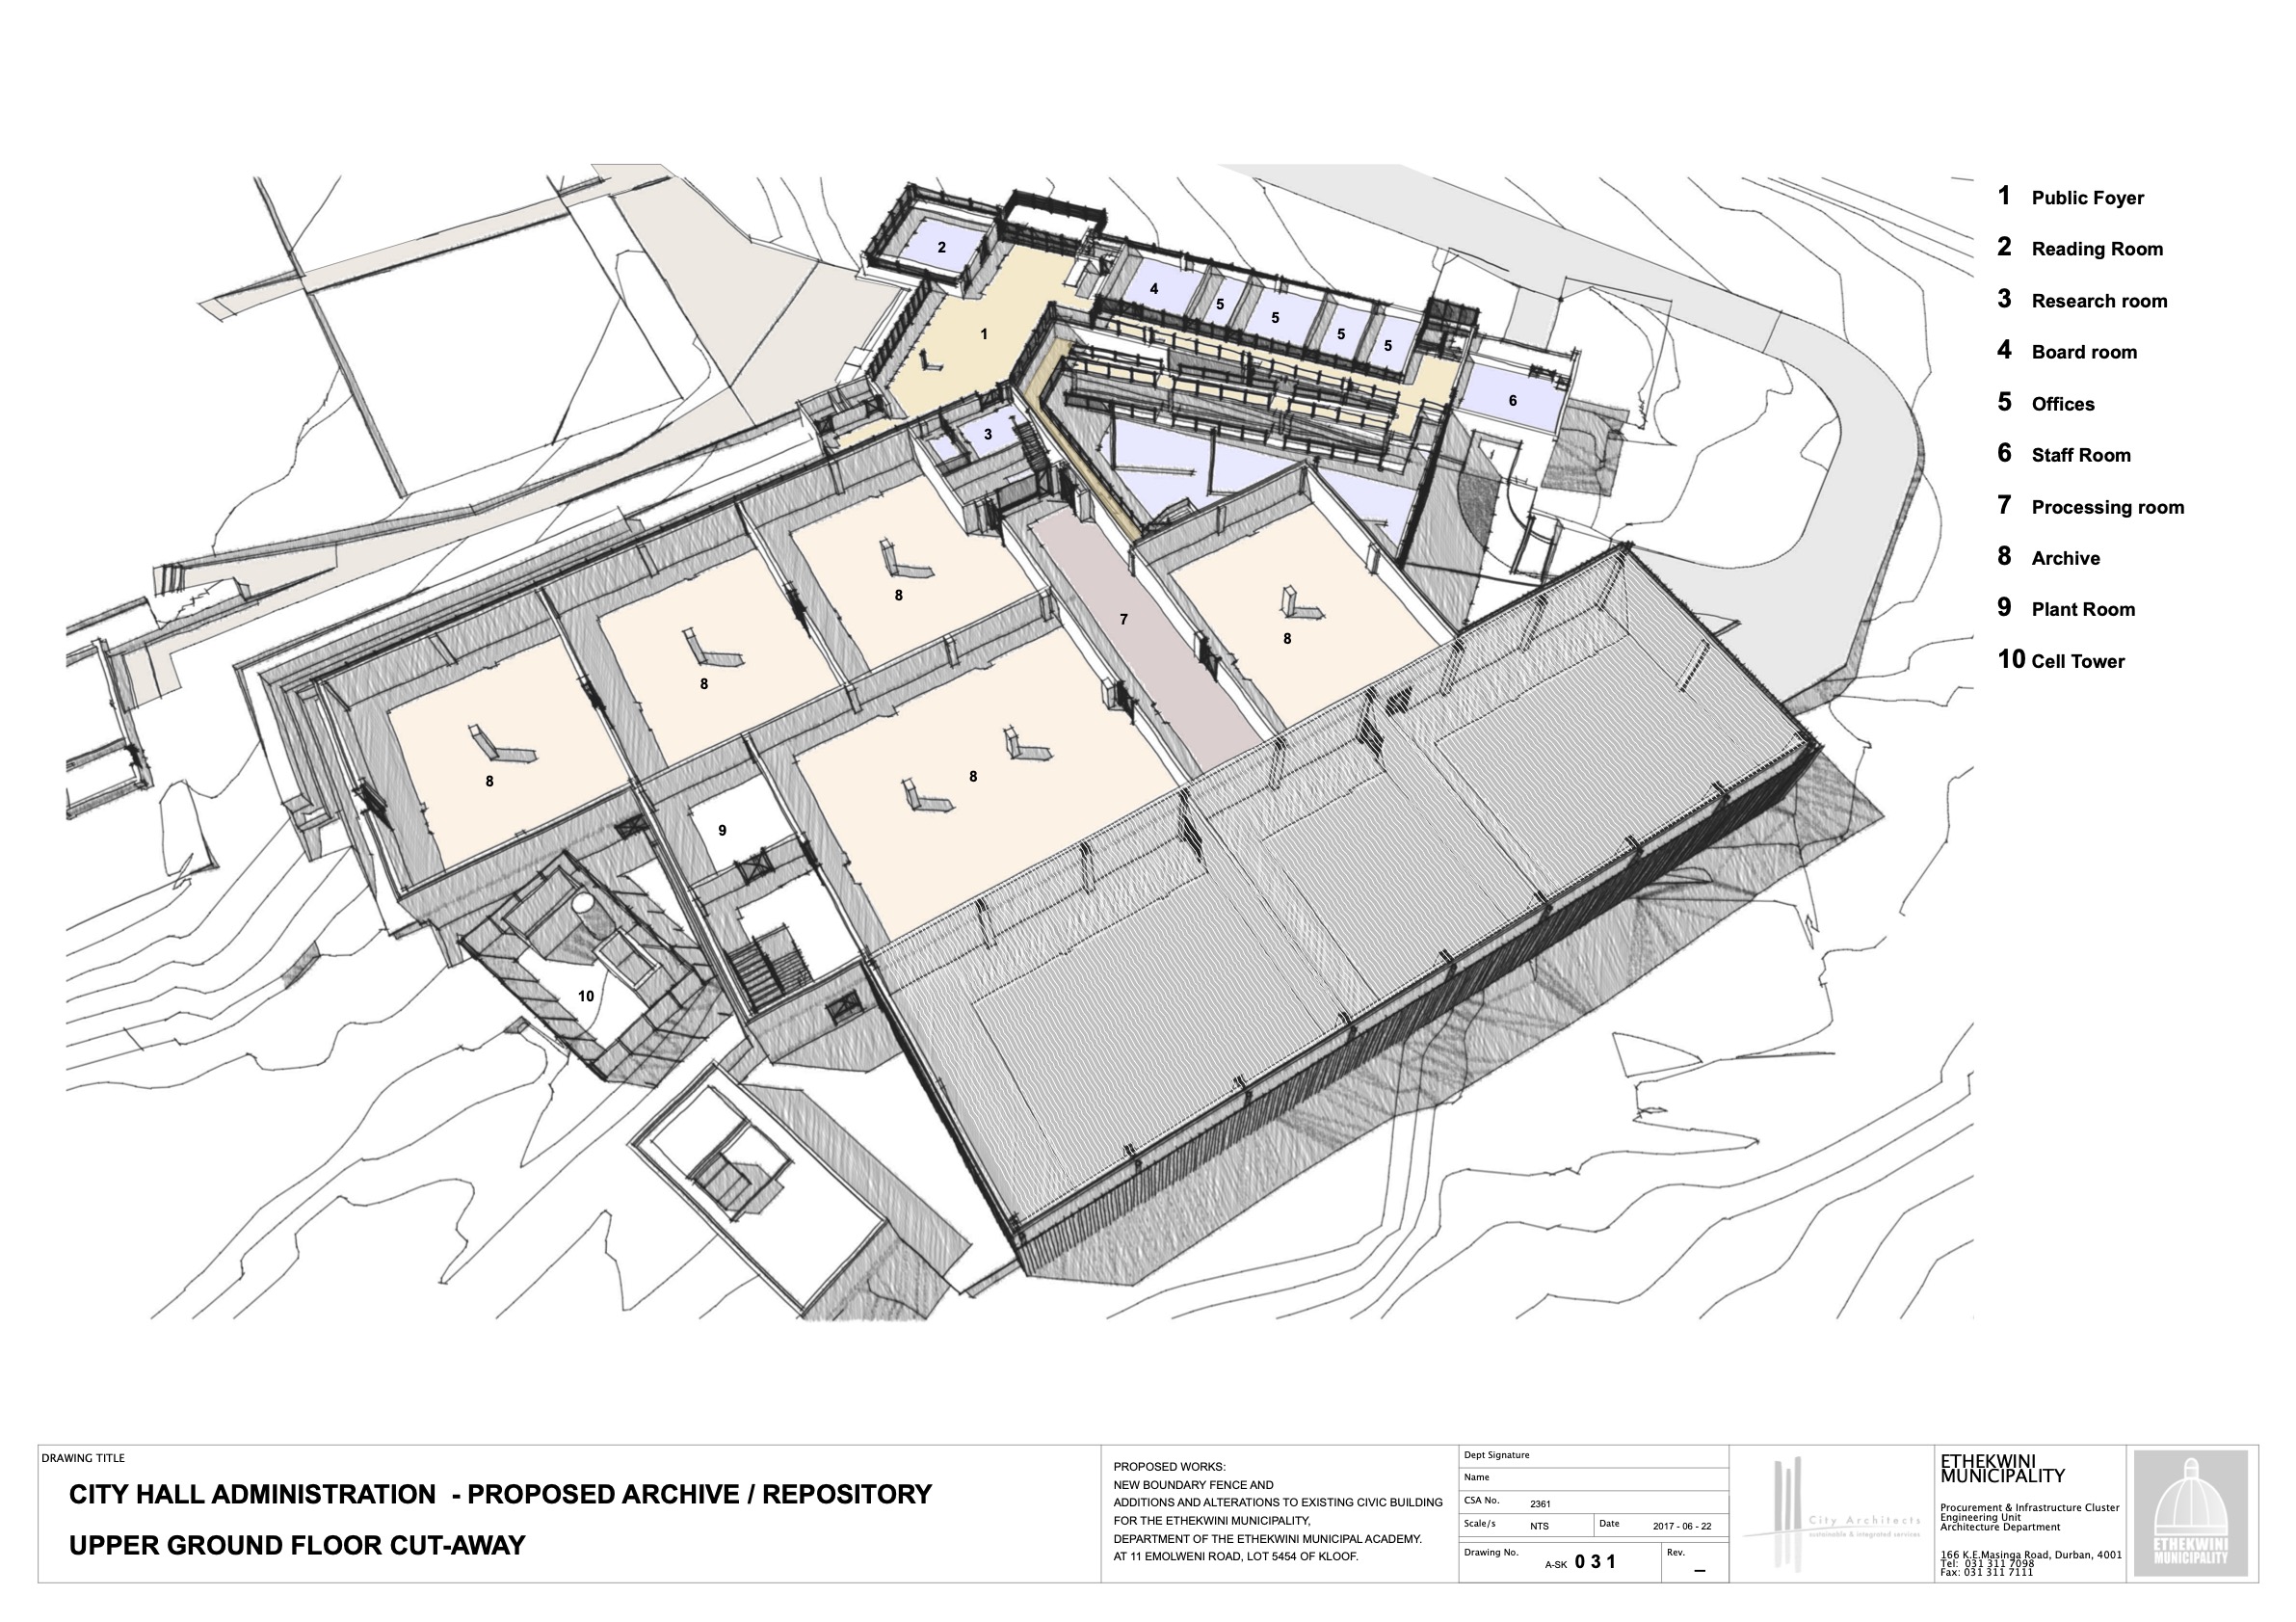 1 Public Foyer
2 Reading Room
3 Research room
4 Board room
5 Offices
6 Staff Room
7 Processing room
8 Archive
9 Plant Room
10 Cell Tower
2
4
5
5
5
5
1
6
3
8
7
8
8
8
8
9
10
DRAWING TITLE
CITY HALL ADMINISTRATION - PROPOSED ARCHIVE / REPOSITORY
UPPER GROUND FLOOR CUT-AWAY
PROPOSED WORKS:
NEW BOUNDARY FENCE AND
ADDITIONS AND ALTERATIONS TO EXISTING CIVIC BUILDING
FOR THE ETHEKWINI MUNICIPALITY,
DEPARTMENT OF THE ETHEKWINI MUNICIPAL ACADEMY.
AT 11 EMOLWENI ROAD, LOT 5454 OF KLOOF.
Dept Signature
Name
CSA No. 2361
Scale/s NTS Date 2017 - 06 - 22
Drawing No. A-SK 031 Rev. _
City Architects
sustainable & integrated services
ETHEKWINI
MUNICIPALITY
Procurement & Infrastructure Cluster
Engineering Unit
Architecture Department
166 K.E.Masinga Road, Durban, 4001
Tel: 031 311 7098
Fax: 031 311 7111
ETHEKWINI
MUNICIPALITY